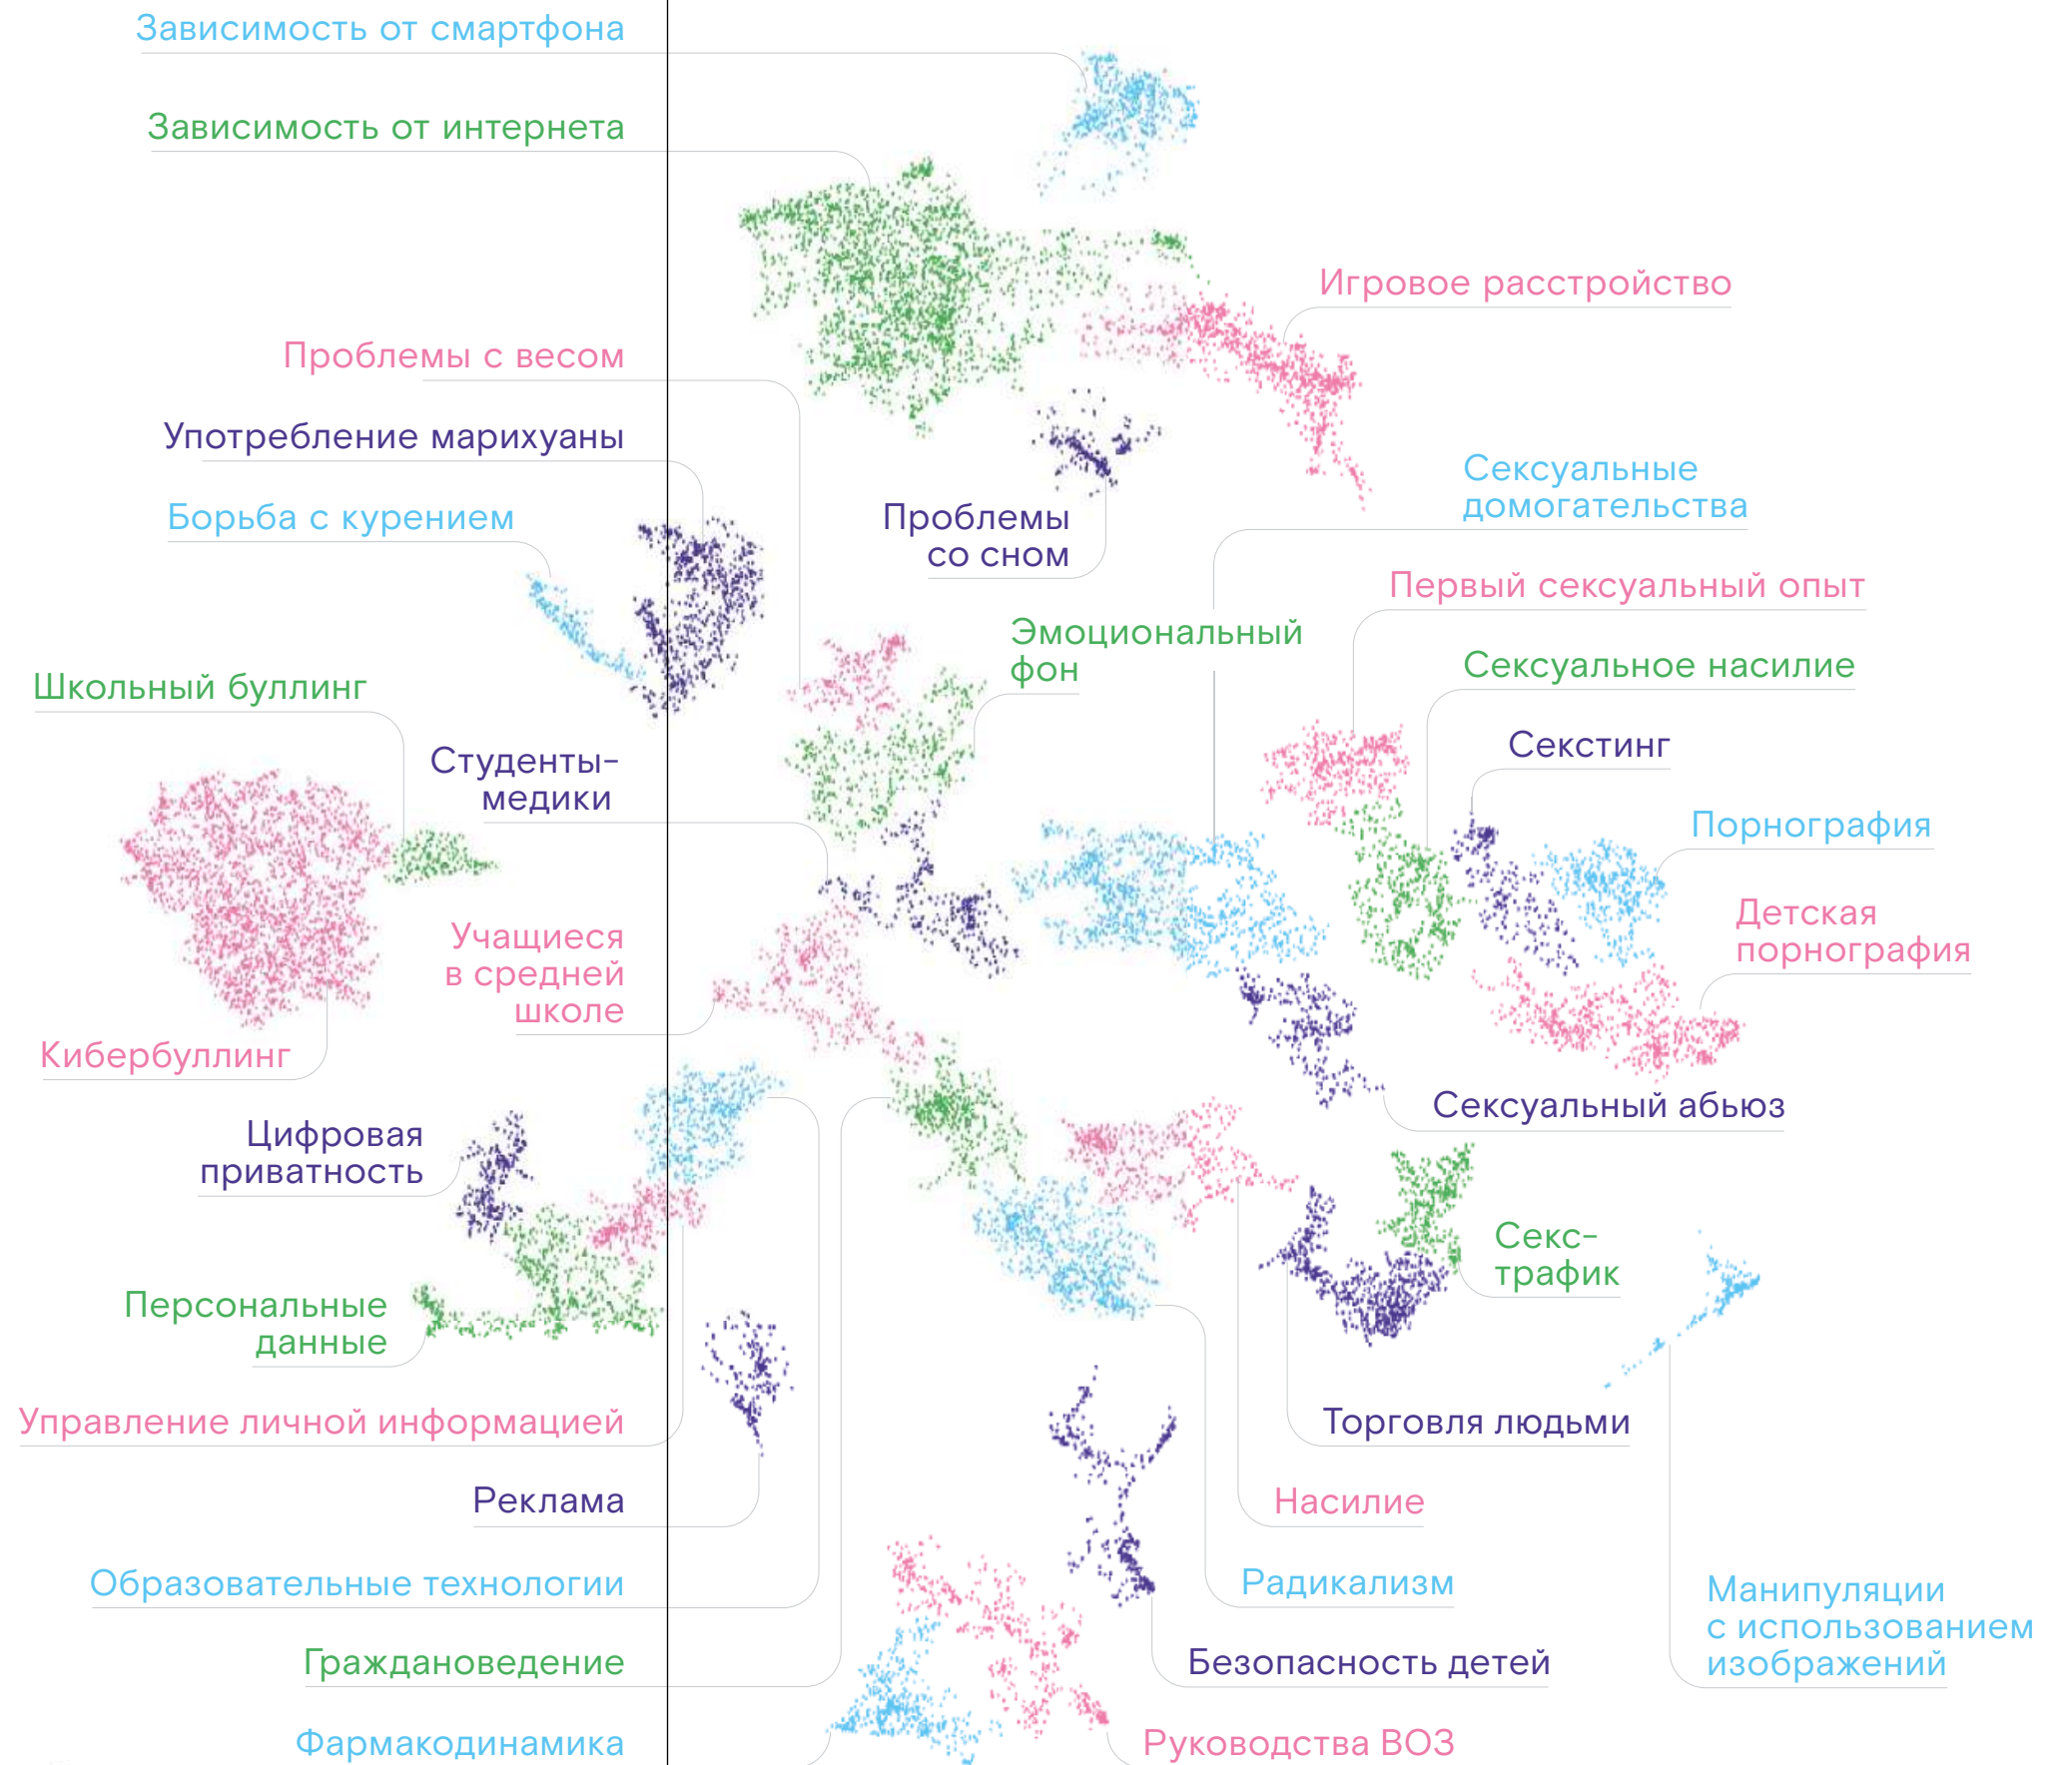 Зависимость от смартфона
Зависимость от интернета
Игровое расстройство
Проблемы с весом
Употребление марихуаны
Борьба с курением
Проблемы
со сном
Сексуальные
домогательства
Первый сексуальный опыт
Эмоциональный
фон
Сексуальное насилие
Школьный буллинг
Студенты-
медики
Секстинг
Порнография
Детская
порнография
Учащиеся
в средней
школе
Кибербуллинг
Сексуальный абьюз
Цифровая
приватность
Секс-
трафик
Персональные
данные
Управление личной информацией
Торговля людьми
Реклама
Насилие
Образовательные технологии
Радикализм
Манипуляции
с использованием
изображений
Граждановедение
Безопасность детей
Фармакодинамика
Руководства ВОЗ